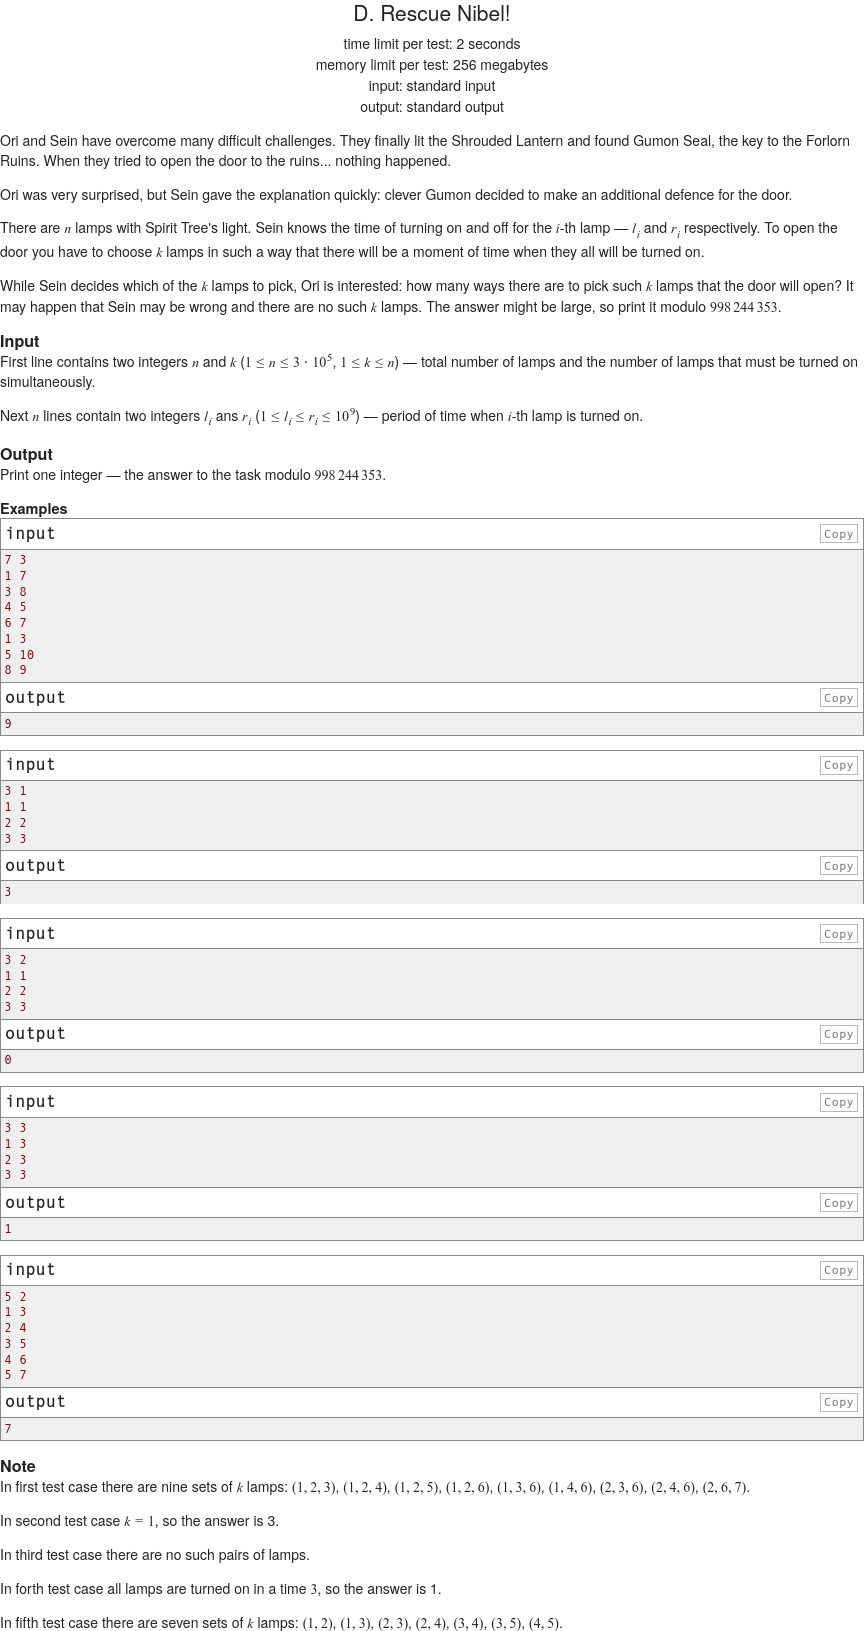 D. Rescue Nibel!
time limit per test: 2 seconds
memory limit per test: 256 megabytes
input: standard input
output: standard output
Ori and Sein have overcome many difficult challenges. They finally lit the Shrouded Lantern and found Gumon Seal, the key to the Forlorn
Ruins. When they tried to open the door to the ruins... nothing happened.
Ori was very surprised, but Sein gave the explanation quickly: clever Gumon decided to make an additional defence for the door.
There are n lamps with Spirit Tree's light. Sein knows the time of turning on and off for the i-th lamp — l_i and r_i respectively. To open the
door you have to choose k lamps in such a way that there will be a moment of time when they all will be turned on.
While Sein decides which of the k lamps to pick, Ori is interested: how many ways there are to pick such k lamps that the door will open? It
may happen that Sein may be wrong and there are no such k lamps. The answer might be large, so print it modulo 998 244 353.
Input
First line contains two integers n and k (1 ≤ n ≤ 3 · 10^5, 1 ≤ k ≤ n) — total number of lamps and the number of lamps that must be turned on
simultaneously.
Next n lines contain two integers l_i ans r_i (1 ≤ l_i ≤ r_i ≤ 10^9) — period of time when i-th lamp is turned on.
Output
Print one integer — the answer to the task modulo 998 244 353.
Examples
input Copy
7 3
1 7
3 8
4 5
6 7
1 3
5 10
8 9
output Copy
9
input Copy
3 1
1 1
2 2
3 3
output Copy
3
input Copy
3 2
1 1
2 2
3 3
output Copy
0
input Copy
3 3
1 3
2 3
3 3
output Copy
1
input Copy
5 2
1 3
2 4
3 5
4 6
5 7
output Copy
7
Note
In first test case there are nine sets of k lamps: (1, 2, 3), (1, 2, 4), (1, 2, 5), (1, 2, 6), (1, 3, 6), (1, 4, 6), (2, 3, 6), (2, 4, 6), (2, 6, 7).
In second test case k = 1, so the answer is 3.
In third test case there are no such pairs of lamps.
In forth test case all lamps are turned on in a time 3, so the answer is 1.
In fifth test case there are seven sets of k lamps: (1, 2), (1, 3), (2, 3), (2, 4), (3, 4), (3, 5), (4, 5).